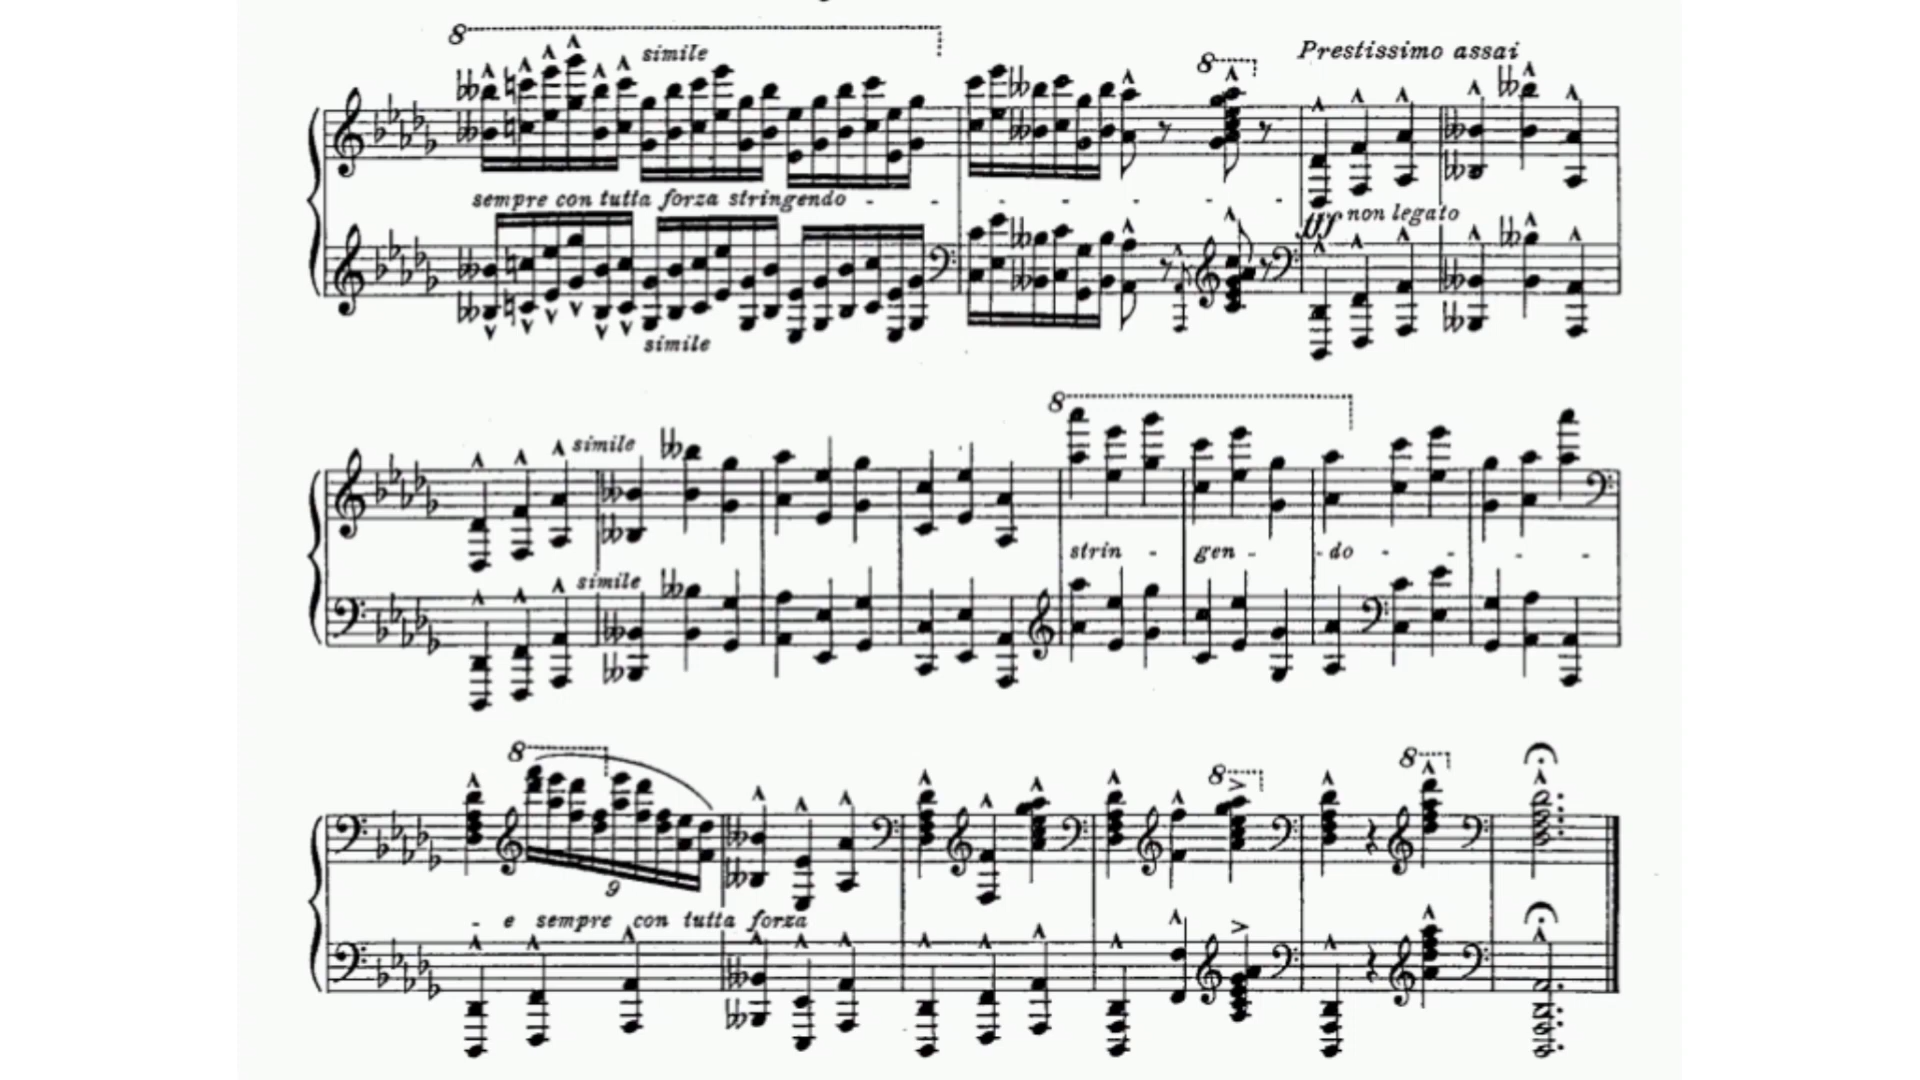 8
simile
8
Prestissimo assai
sempre con tutta forza stringendo - - - - - - -
fff non legato
simile
simile
8
strin - gen - - do - - - -
simile
8
8
8
9
- e sempre con tutta forza